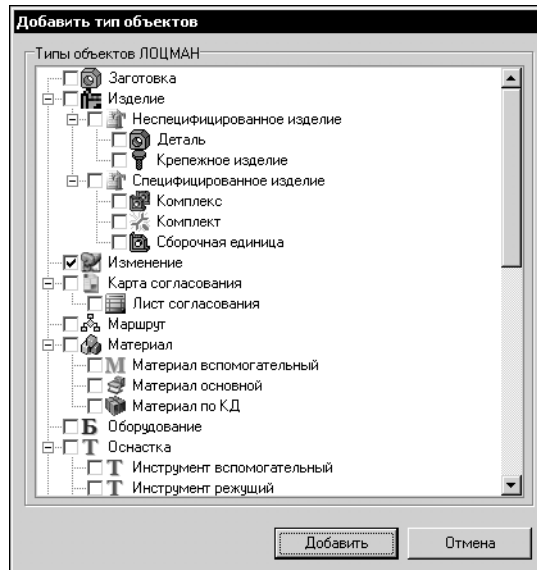 Добавить тип объектов
Типы объектов ЛОЦМАН
Заготовка
Изделие
Неспецифицированное изделие
Деталь
Крепежное изделие
Специфицированное изделие
Комплекс
Комплект
Сборочная единица
Изменение
Карта согласования
Лист согласования
Маршрут
Материал
М Материал вспомогательный
Материал основной
Материал по КД
Б Оборудование
Т Оснастка
Т Инструмент вспомогательный
Т Инструмент режущий
Добавить Отмена